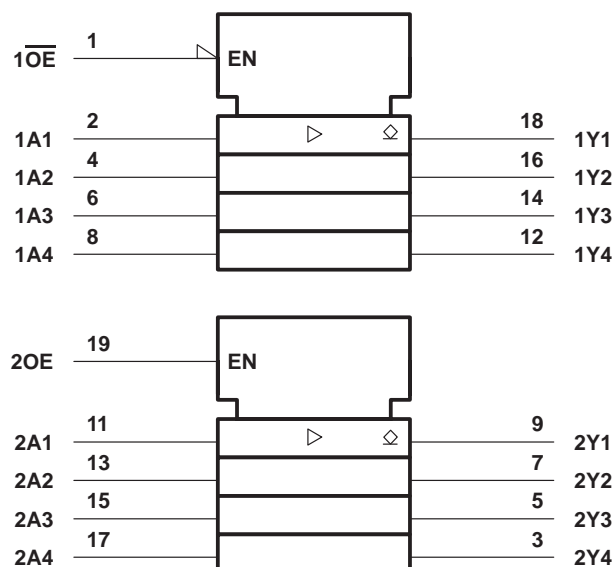 1O̅E̅ 1 EN
1A1 2 18 1Y1
1A2 4 16 1Y2
1A3 6 14 1Y3
1A4 8 12 1Y4
2OE 19 EN
2A1 11 9 2Y1
2A2 13 7 2Y2
2A3 15 5 2Y3
2A4 17 3 2Y4